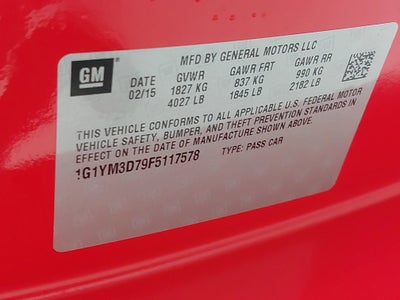 GM
MFD BY GENERAL MOTORS LLC
DATE GVWR GAWR FRT GAWR RR
02/15 1827 KG 837 KG 990 KG
4027 LB 1845 LB 2182 LB
THIS VEHICLE CONFORMS TO ALL APPLICABLE U.S. FEDERAL MOTOR
VEHICLE SAFETY, BUMPER, AND THEFT PREVENTION STANDARDS IN
EFFECT ON THE DATE OF MANUFACTURE SHOWN ABOVE.
1G1YM3D79F5117578 TYPE: PASS CAR